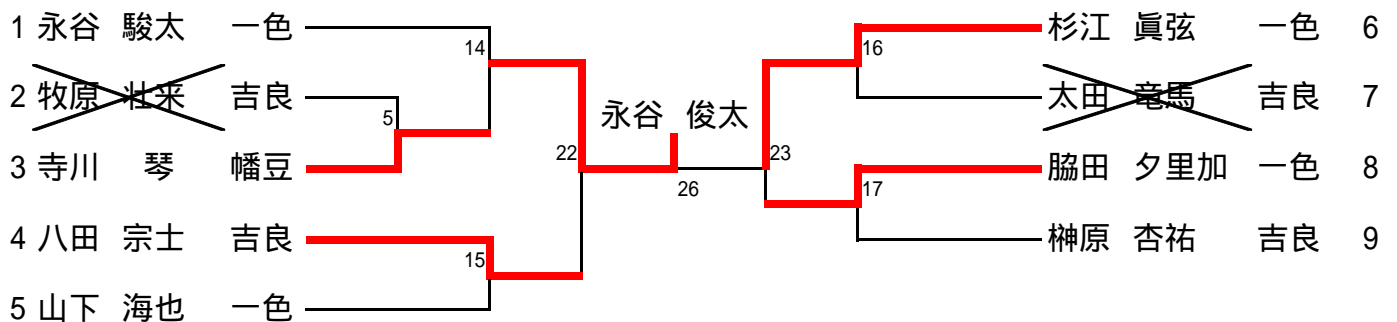 1 永谷 駿太 一色
2 牧原 壮来 吉良
3 寺川 琴 幡豆
4 八田 宗士 吉良
5 山下 海也 一色
14
5
22
15
永谷 俊太
26
23
16
17
杉江 眞弦 一色 6
太田 竜馬 吉良 7
脇田 夕里加 一色 8
榊原 杏祐 吉良 9